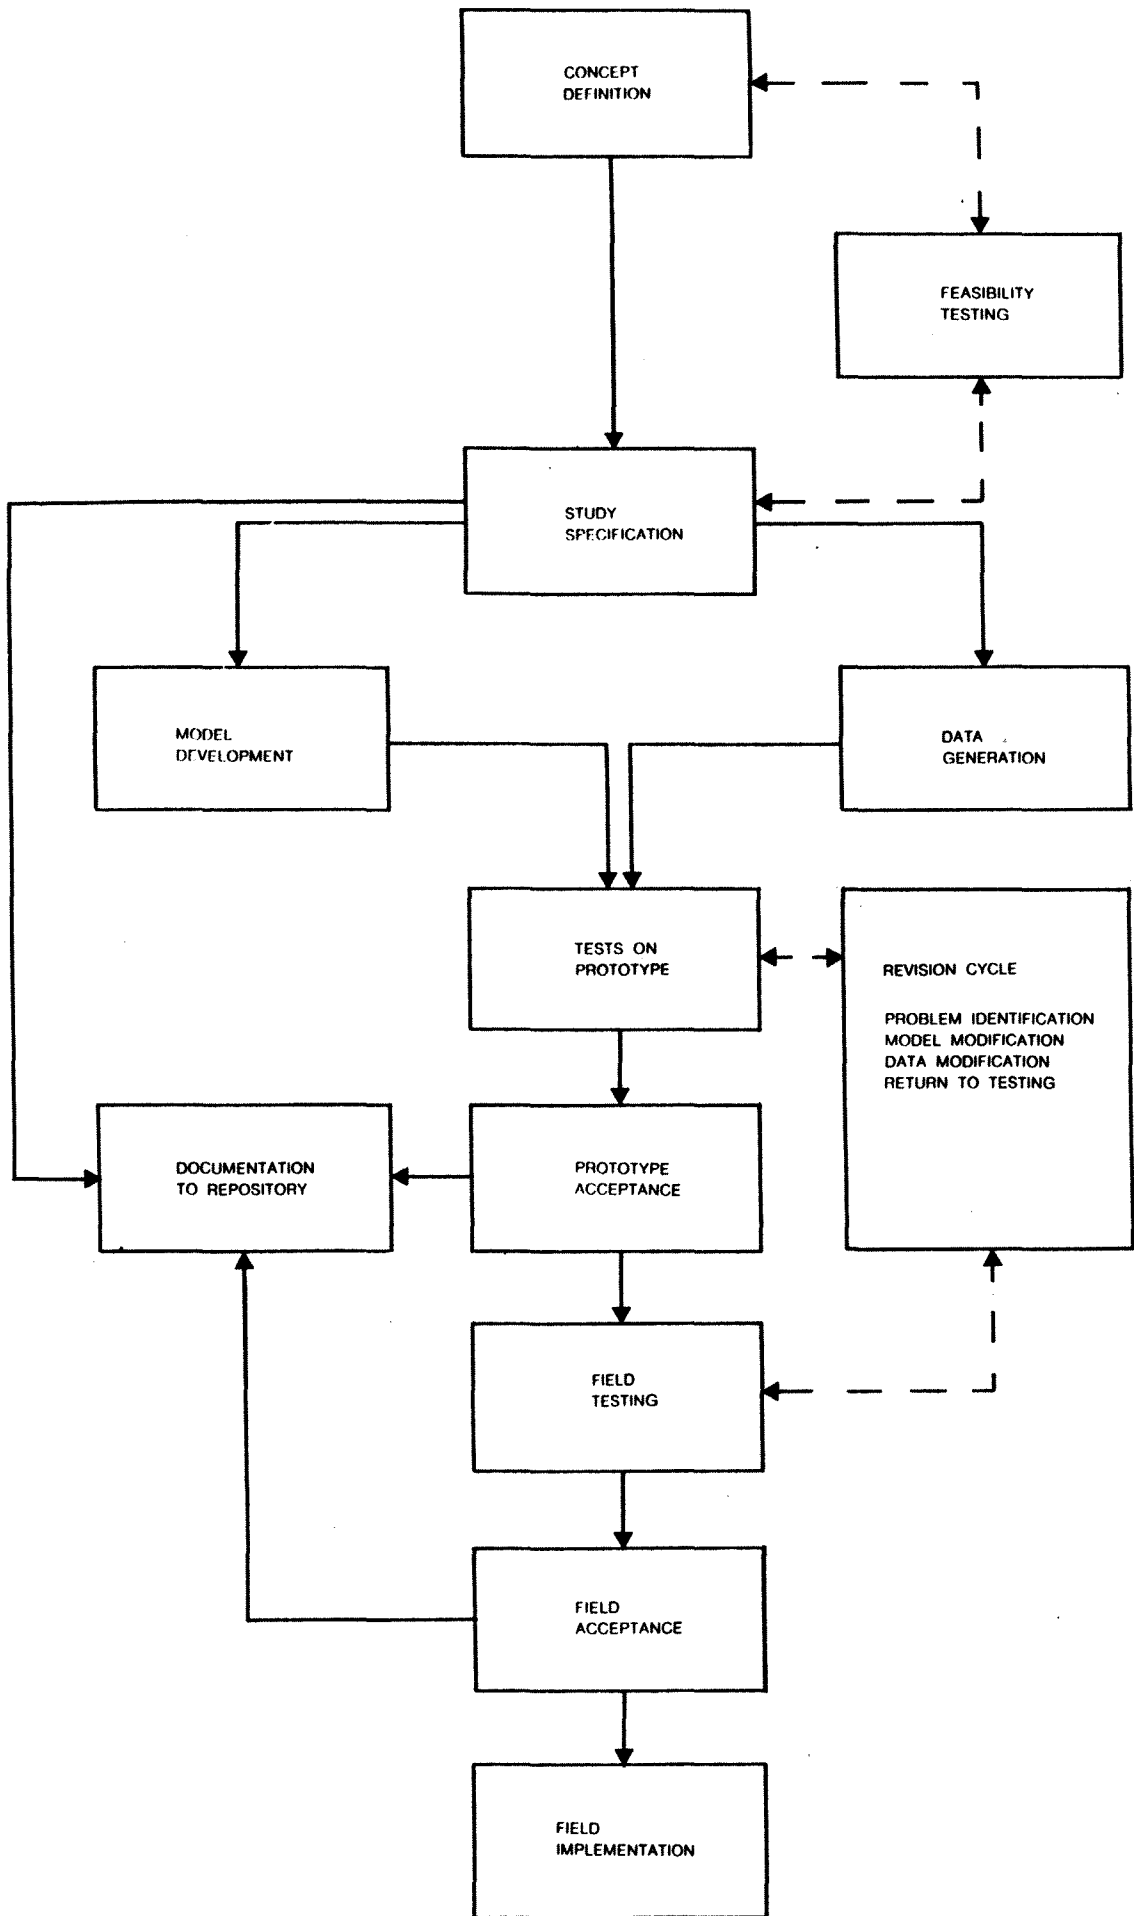 CONCEPT
DEFINITION
FEASIBILITY
TESTING
STUDY
SPECIFICATION
MODEL
DEVELOPMENT
DATA
GENERATION
TESTS ON
PROTOTYPE
REVISION CYCLE
PROBLEM IDENTIFICATION
MODEL MODIFICATION
DATA MODIFICATION
RETURN TO TESTING
DOCUMENTATION
TO REPOSITORY
PROTOTYPE
ACCEPTANCE
FIELD
TESTING
FIELD
ACCEPTANCE
FIELD
IMPLEMENTATION